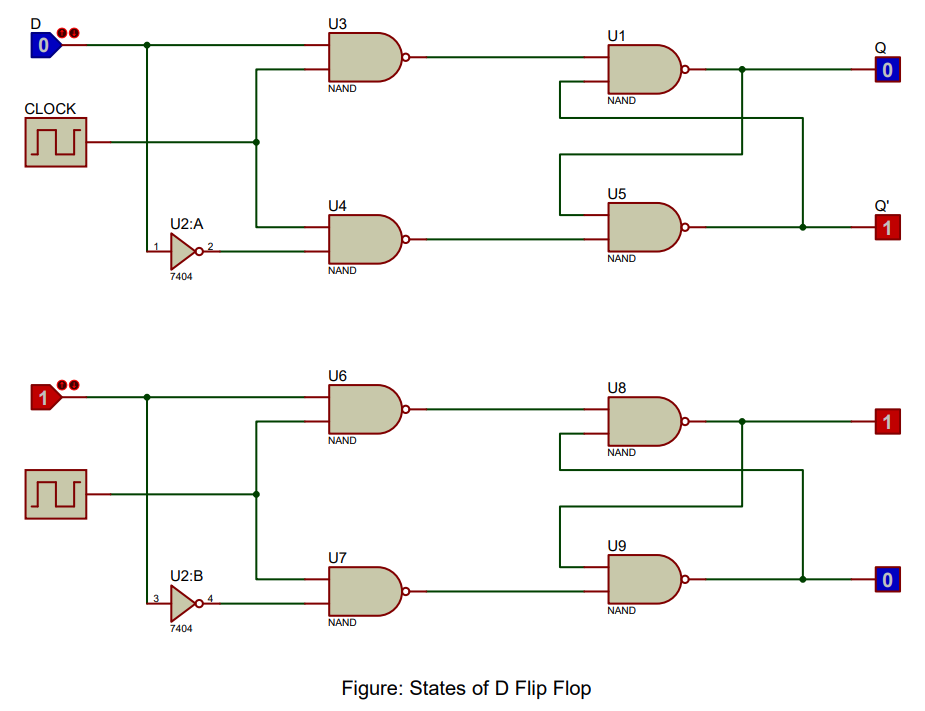 D
0
U3
NAND
U1
NAND
Q
0
CLOCK
U2:A
1
2
7404
U4
NAND
U5
NAND
Q'
1
1
U6
NAND
U8
NAND
1
U2:B
3
4
7404
U7
NAND
U9
NAND
0
Figure: States of D Flip Flop